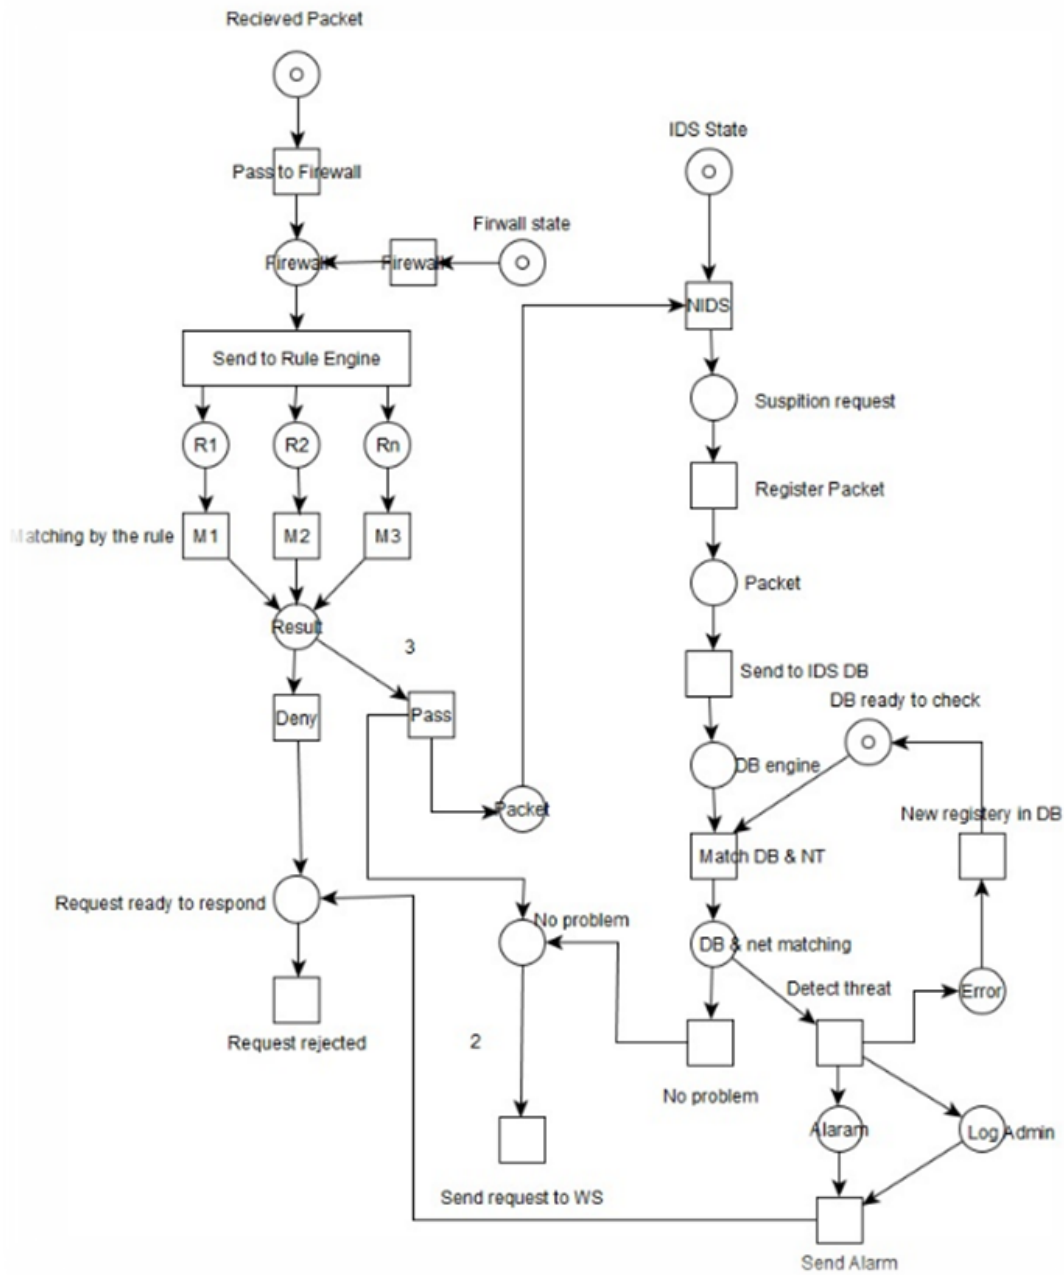 Recieved Packet
IDS State
Pass to Firewall
Firwall state
Firewall
Firewall
NIDS
Send to Rule Engine
Suspition request
R1
R2
Rn
Register Packet
Matching by the rule
M1
M2
M3
Packet
Result
3
Send to IDS DB
DB ready to check
Deny
Pass
DB engine
Packet
New registery in DB
Match DB & NT
Request ready to respond
No problem
DB & net matching
Detect threat
Error
Request rejected
2
No problem
Alaram
Log Admin
Send request to WS
Send Alarm